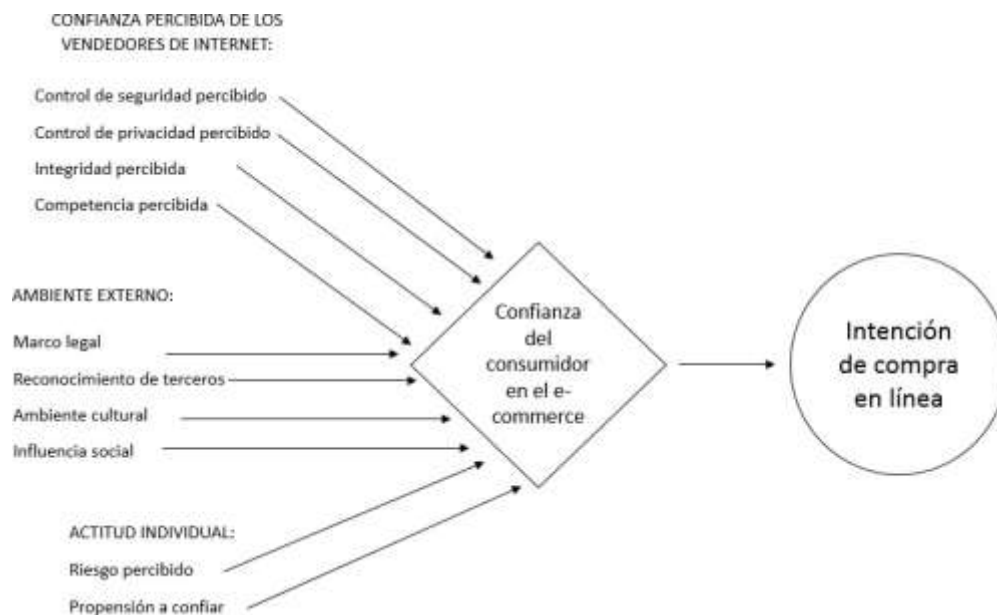 CONFIANZA PERCIBIDA DE LOS
VENDEDORES DE INTERNET:
Control de seguridad percibido
Control de privacidad percibido
Integridad percibida
Competencia percibida
AMBIENTE EXTERNO:
Marco legal
Reconocimiento de terceros
Ambiente cultural
Influencia social
ACTITUD INDIVIDUAL:
Riesgo percibido
Propensión a confiar
Confianza
del
consumidor
en el e-
commerce
Intención
de compra
en línea